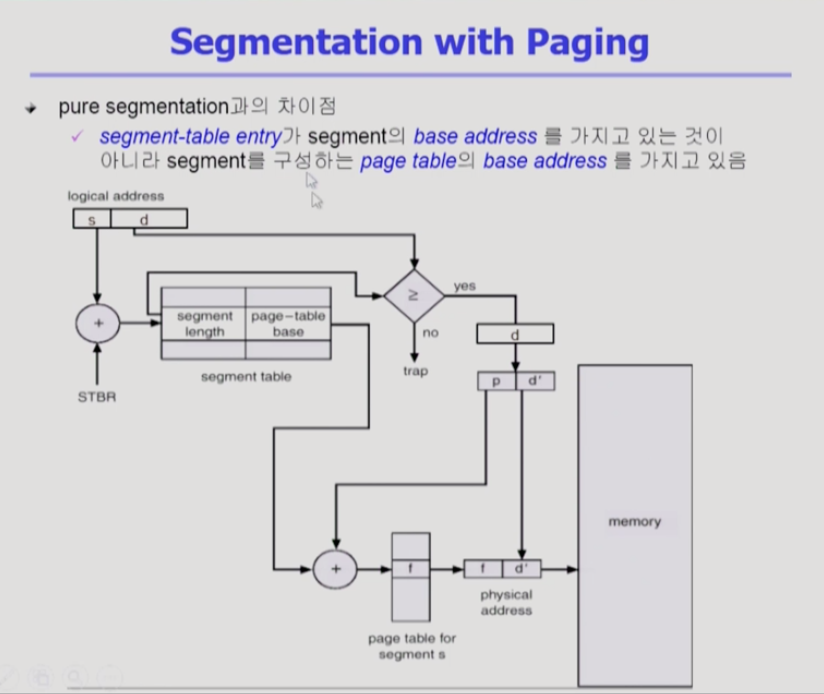 Segmentation with Paging
pure segmentation과의 차이점
segment-table entry가 segment의 base address 를 가지고 있는 것이
아니라 segment를 구성하는 page table의 base address 를 가지고 있음
logical address
s d
≥
yes
segment length
page-table base
+
no
d
trap
segment table
p d'
STBR
memory
+
f
f d'
physical
address
page table for
segment s